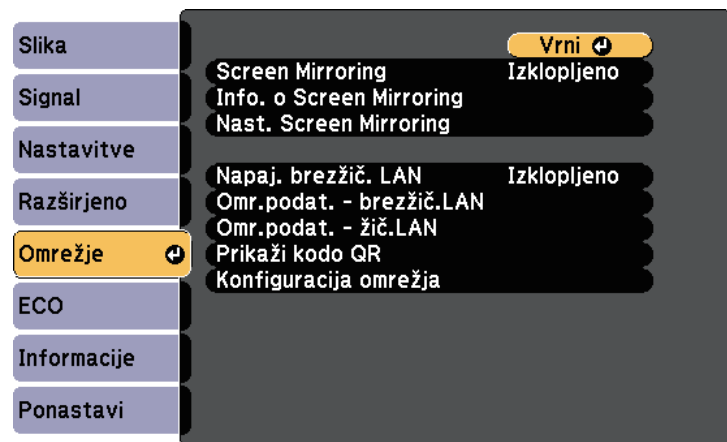 Slika
Signal
Nastavitve
Razširjeno
Omrežje
ECO
Informacije
Ponastavi
Vrni
Screen Mirroring Izklopljeno
Info. o Screen Mirroring
Nast. Screen Mirroring
Napaj. brezžič. LAN Izklopljeno
Omr.podat. - brezžič.LAN
Omr.podat. - žič.LAN
Prikaži kodo QR
Konfiguracija omrežja